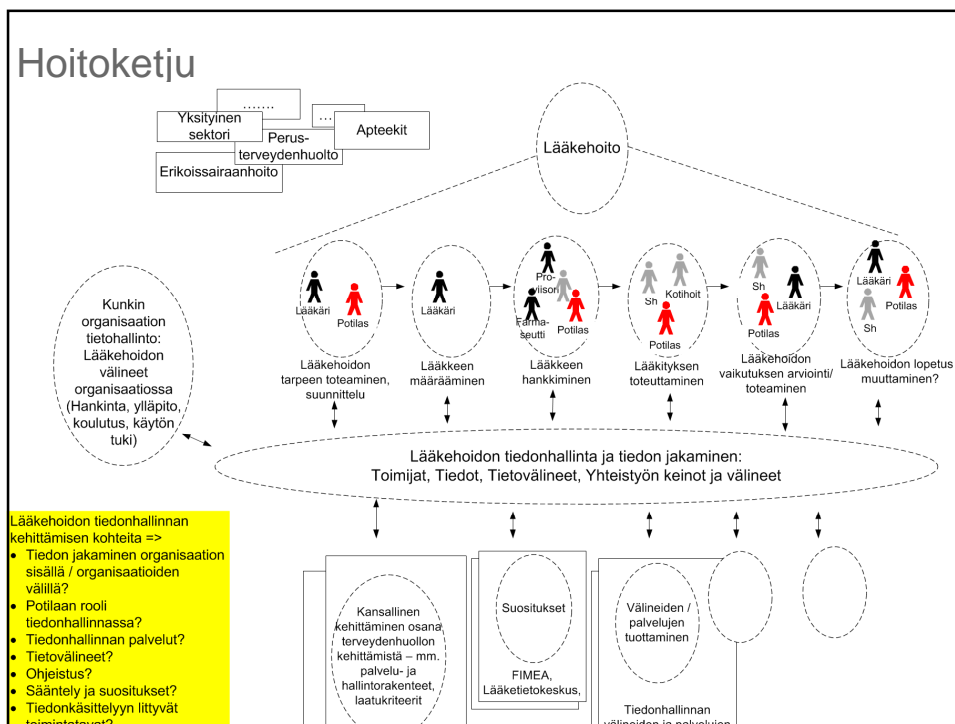 Hoitoketju
…….
Yksityinen
sektori
Perus-
terveydenhuolto
Apteekit
Erikoissairaanhoito
Lääkehoito
Kunkin
organisaation
tietohallinto:
Lääkehoidon
välineet
organisaatiossa
(Hankinta, ylläpito,
koulutus, käytön
tuki)
Lääkäri
Potilas
Lääkehoidon
tarpeen toteaminen,
suunnittelu
Lääkäri
Lääkkeen
määrääminen
Pro-
viisori
Farma-
seutti
Potilas
Lääkkeen
hankkiminen
Sh
Kotihoit
Potilas
Lääkityksen
toteuttaminen
Sh
Lääkäri
Potilas
Lääkehoidon
vaikutuksen arviointi/
toteaminen
Lääkäri
Potilas
Sh
Lääkehoidon lopetus
muuttaminen?
Lääkehoidon tiedonhallinta ja tiedon jakaminen:
Toimijat, Tiedot, Tietovälineet, Yhteistyön keinot ja välineet
Lääkehoidon tiedonhallinnan
kehittämisen kohteita =>
• Tiedon jakaminen organisaation
sisällä / organisaatioiden
välillä?
• Potilaan rooli
tiedonhallinnassa?
• Tiedonhallinnan palvelut?
• Tietovälineet?
• Ohjeistus?
• Sääntely ja suositukset?
• Tiedonkäsittelyyn littyvät
toimintatavat?
Kansallinen
kehittäminen osana
terveydenhuollon
kehittämistä – mm.
palvelu- ja
hallintorakenteet,
laatukriteerit
Suositukset
FIMEA,
Lääketietokeskus,
Välineiden /
palvelujen
tuottaminen
Tiedonhallinnan
välineiden ja palvelujen